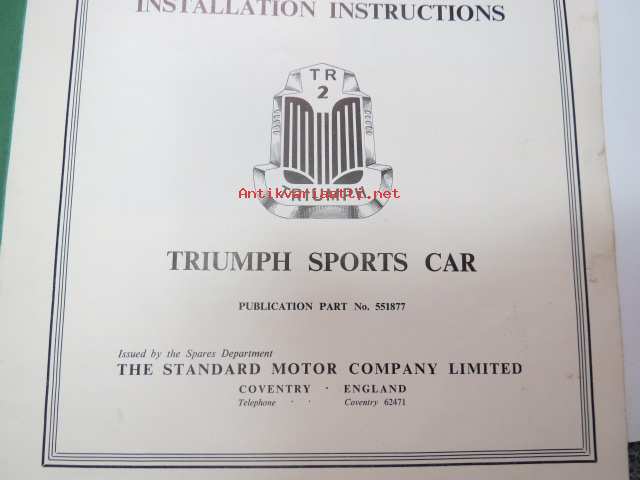 INSTALLATION INSTRUCTIONS
TR
2
TRIUMPH
Antikvariaatti.net
TRIUMPH SPORTS CAR
PUBLICATION PART No. 551877
Issued by the Spares Department
THE STANDARD MOTOR COMPANY LIMITED
COVENTRY · ENGLAND
Telephone · · Coventry 62471